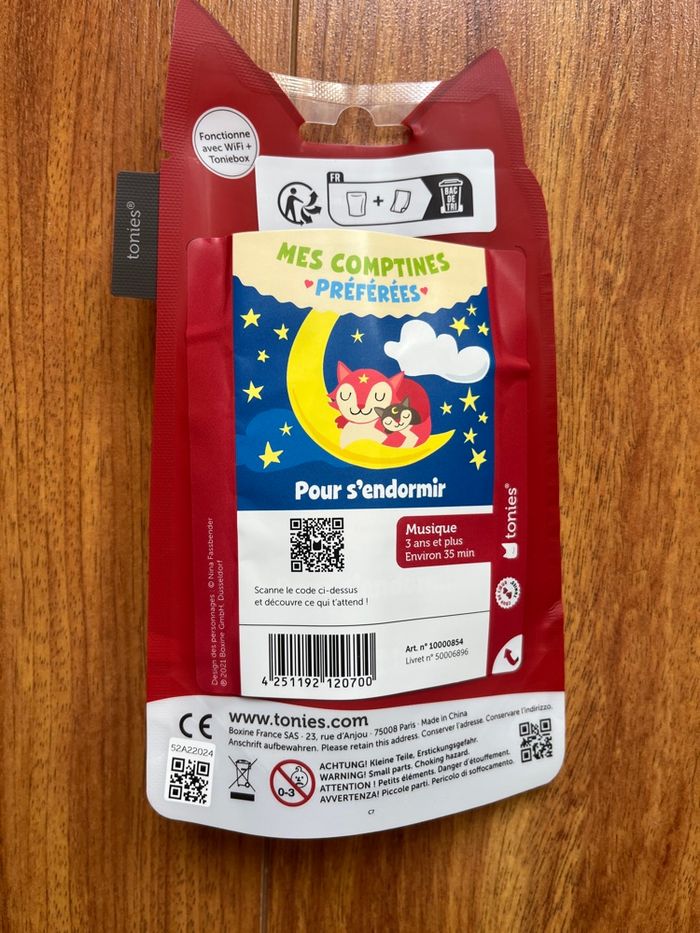 Fonctionne
avec WiFi +
Toniebox
FR
+
BAC
DE
TRI
tonies®
MES COMPTINES
PRÉFÉRÉES
Pour s'endormir
Musique
3 ans et plus
Environ 35 min
tonies®
Scanne le code ci-dessus
et découvre ce qui t'attend !
Design des personnages : © Nina Fassbender
© 2021 Boxine GmbH, Düsseldorf
4 251192 120700
Art. n° 10000854
Livret n° 50006896
CE
www.tonies.com
Boxine France SAS · 23, rue d'Anjou · 75008 Paris · Made in China
Anschrift aufbewahren. Please retain this address. Conserver l'adresse. Conservare l'indirizzo.
52A22024
0-3
ACHTUNG! Kleine Teile, Erstickungsgefahr.
WARNING! Small parts. Choking hazard.
ATTENTION ! Petits éléments. Danger d'étouffement.
AVVERTENZA! Piccole parti. Pericolo di soffocamento.
C7